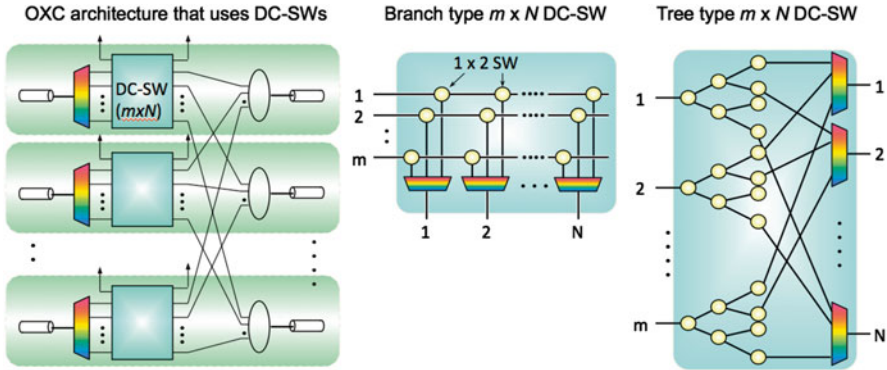 OXC architecture that uses DC-SWs
DC-SW
(mxN)
Branch type m x N DC-SW
1 x 2 SW
1
2
m
1
2
N
Tree type m x N DC-SW
1
2
m
1
2
N